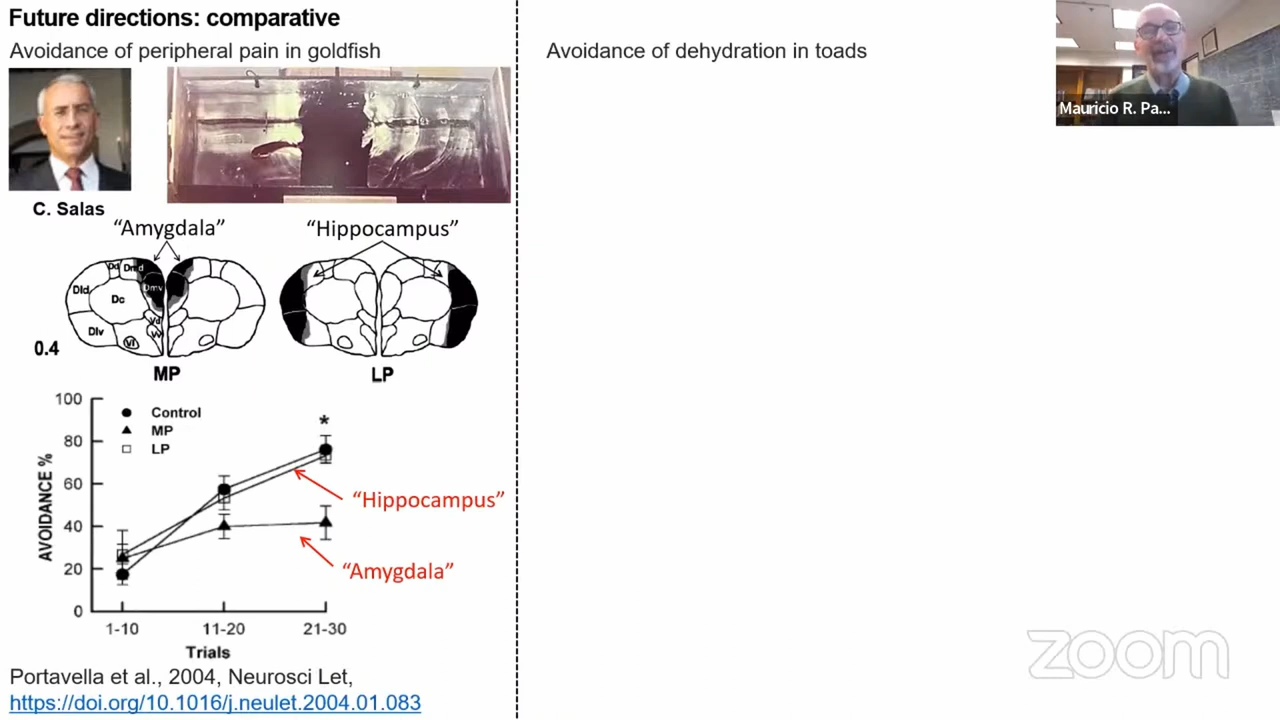 Future directions: comparative
Avoidance of peripheral pain in goldfish
C. Salas
“Amygdala”
“Hippocampus”
Dd
Dmd
Dmv
Dld
Dc
Dlv
Vd
Vv
Vl
0.4
MP
LP
100
80
60
40
20
0
AVOIDANCE %
Control
MP
LP
*
“Hippocampus”
“Amygdala”
1-10
11-20
21-30
Trials
Portavella et al., 2004, Neurosci Let,
https://doi.org/10.1016/j.neulet.2004.01.083
Avoidance of dehydration in toads
Mauricio R. Pa...
zoom